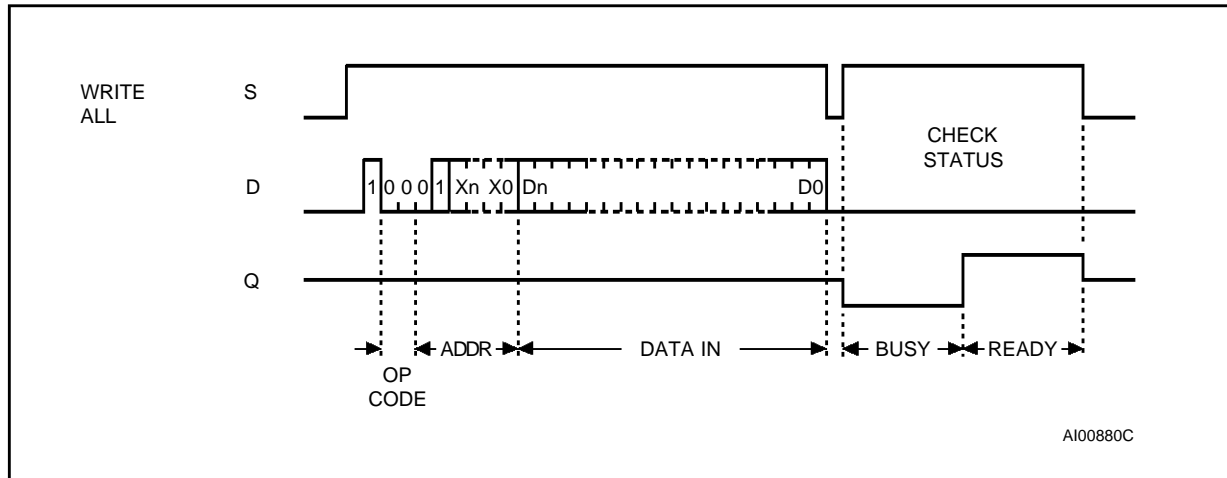 WRITE
ALL
S
CHECK
STATUS
D
1 0 0 0 1 Xn X0 Dn D0
Q
ADDR DATA IN BUSY READY
OP
CODE
AI00880C